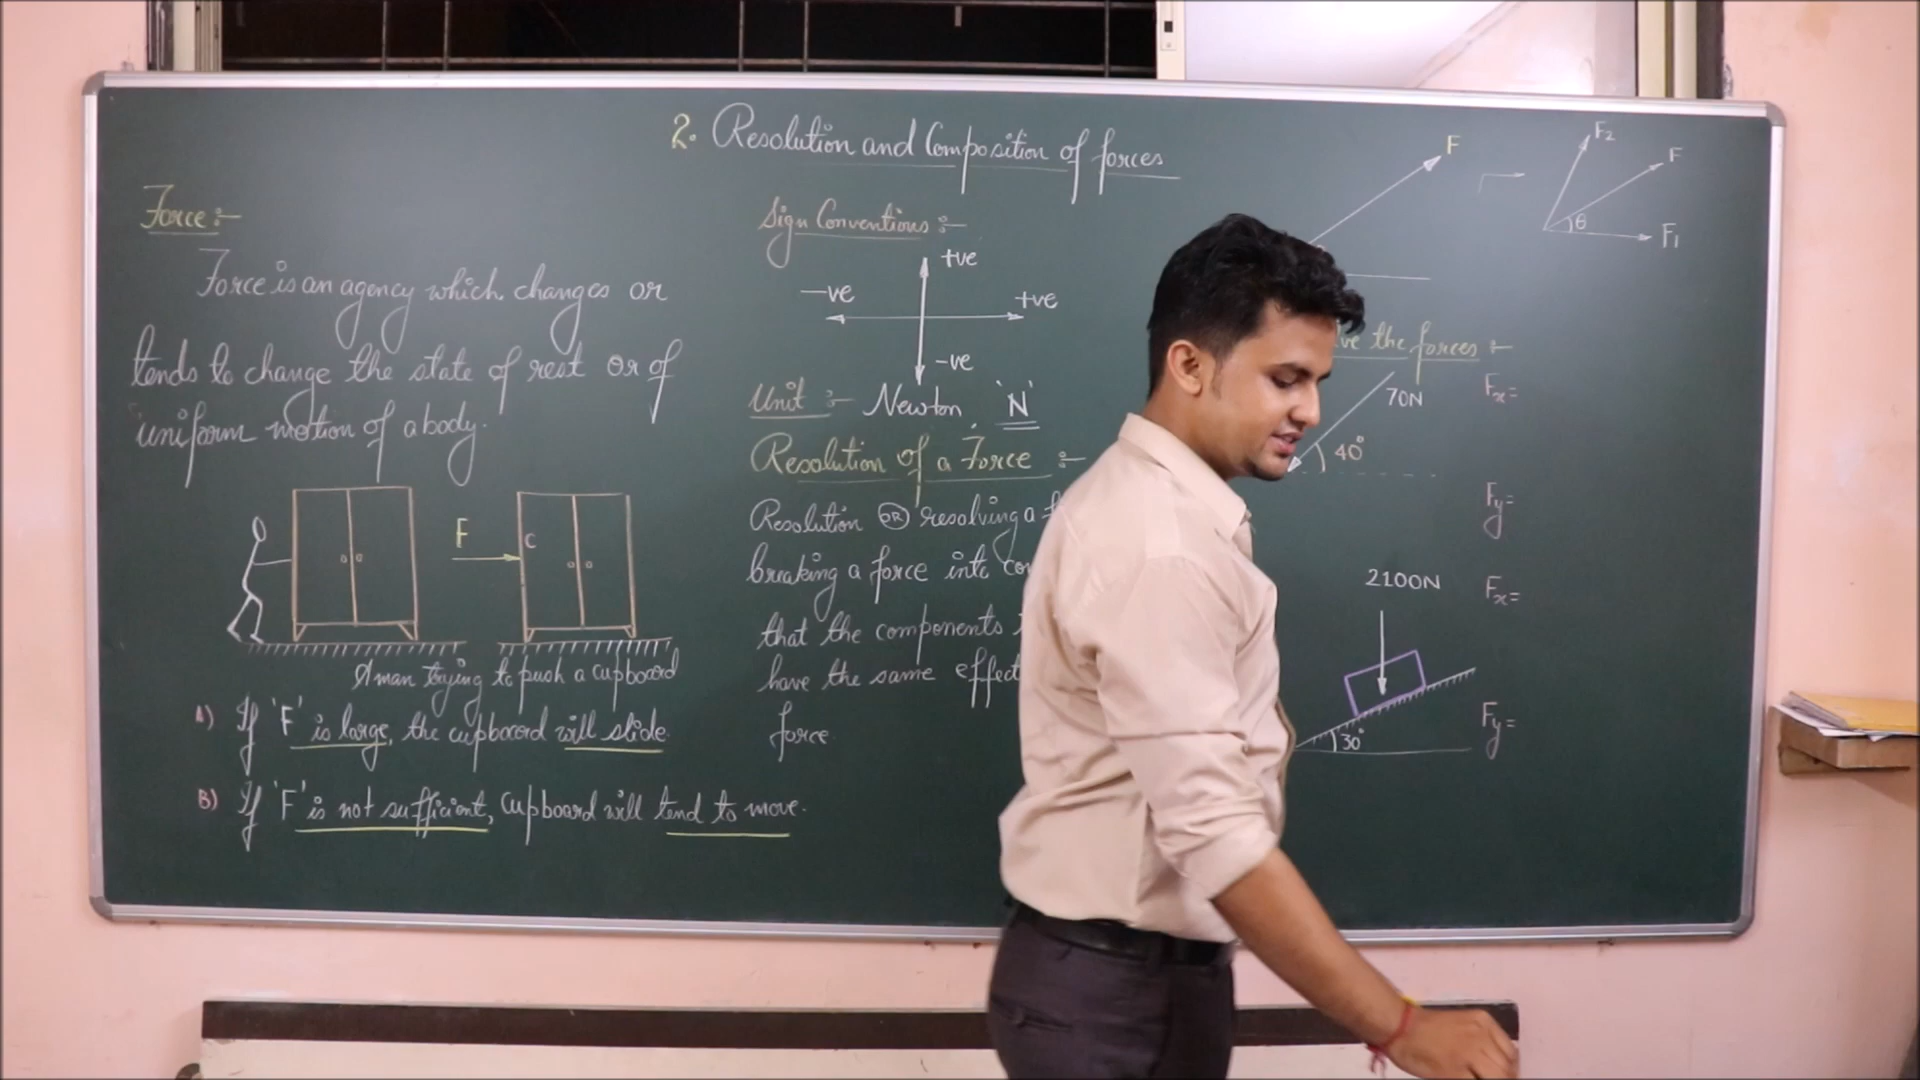 2. Resolution and Composition of forces
Force :-
Force is an agency which changes or
tends to change the state of rest or of
uniform motion of a body.
F
C
A man trying to push a cupboard
A) If 'F' is large, the cupboard will slide
B) If 'F' is not sufficient, cupboard will tend to move.
Sign Conventions :-
+ve
-ve
+ve
-ve
Unit :- Newton 'N'
Resolution of a Force :-
Resolution OR resolving a
breaking a force into
that the components
have the same effect
force.
F
F2
F
θ
F1
the forces :-
70N
40°
Fx=
Fy=
2100N
30°
Fx=
Fy=